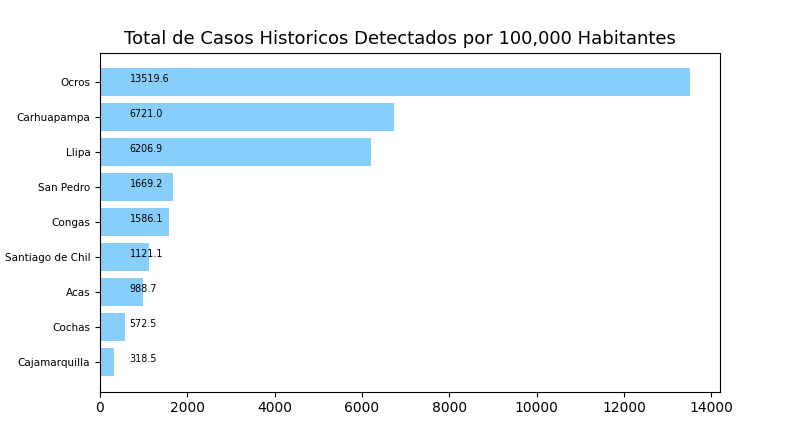 Total de Casos Historicos Detectados por 100,000 Habitantes
Ocros 13519.6
Carhuapampa 6721.0
Llipa 6206.9
San Pedro 1669.2
Congas 1586.1
Santiago de Chil 1121.1
Acas 988.7
Cochas 572.5
Cajamarquilla 318.5
0 2000 4000 6000 8000 10000 12000 14000